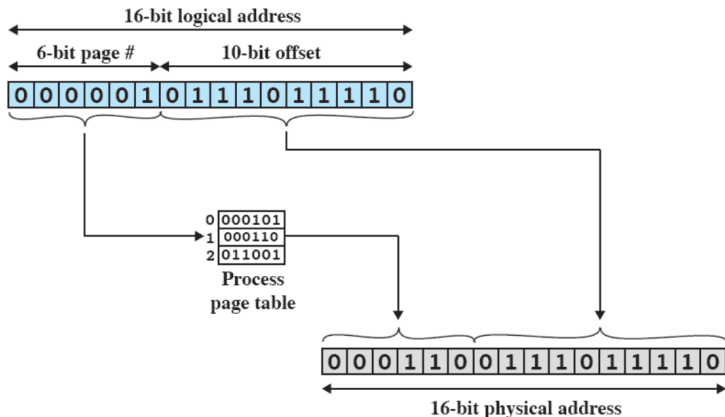 16-bit logical address
6-bit page # 10-bit offset
0 0 0 0 0 1 0 1 1 1 0 1 1 1 1 0
0 000101
1 000110
2 011001
Process
page table
0 0 0 1 1 0 0 1 1 1 0 1 1 1 1 0
16-bit physical address